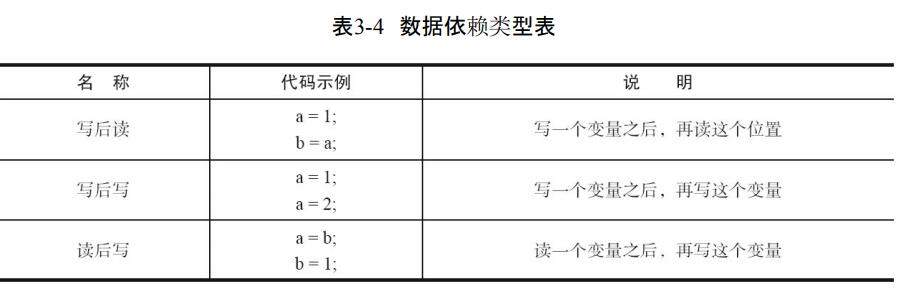 表3-4 数据依赖类型表
名 称 代码示例 说 明
写后读 a = 1; 写一个变量之后，再读这个位置
b = a;
写后写 a = 1; 写一个变量之后，再写这个变量
a = 2;
读后写 a = b; 读一个变量之后，再写这个变量
b = 1;